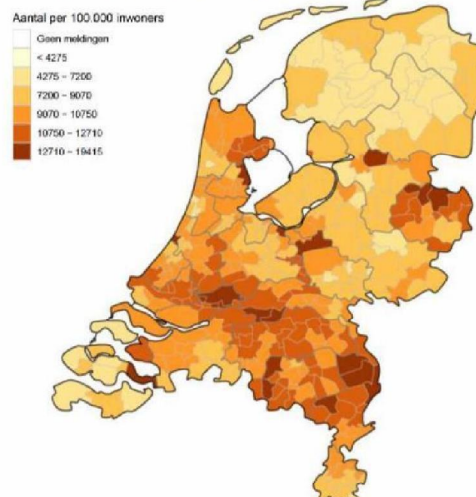 Aantal per 100.000 inwoners
Geen meldingen
< 4275
4275 – 7200
7200 – 9070
9070 – 10750
10750 – 12710
12710 – 19415